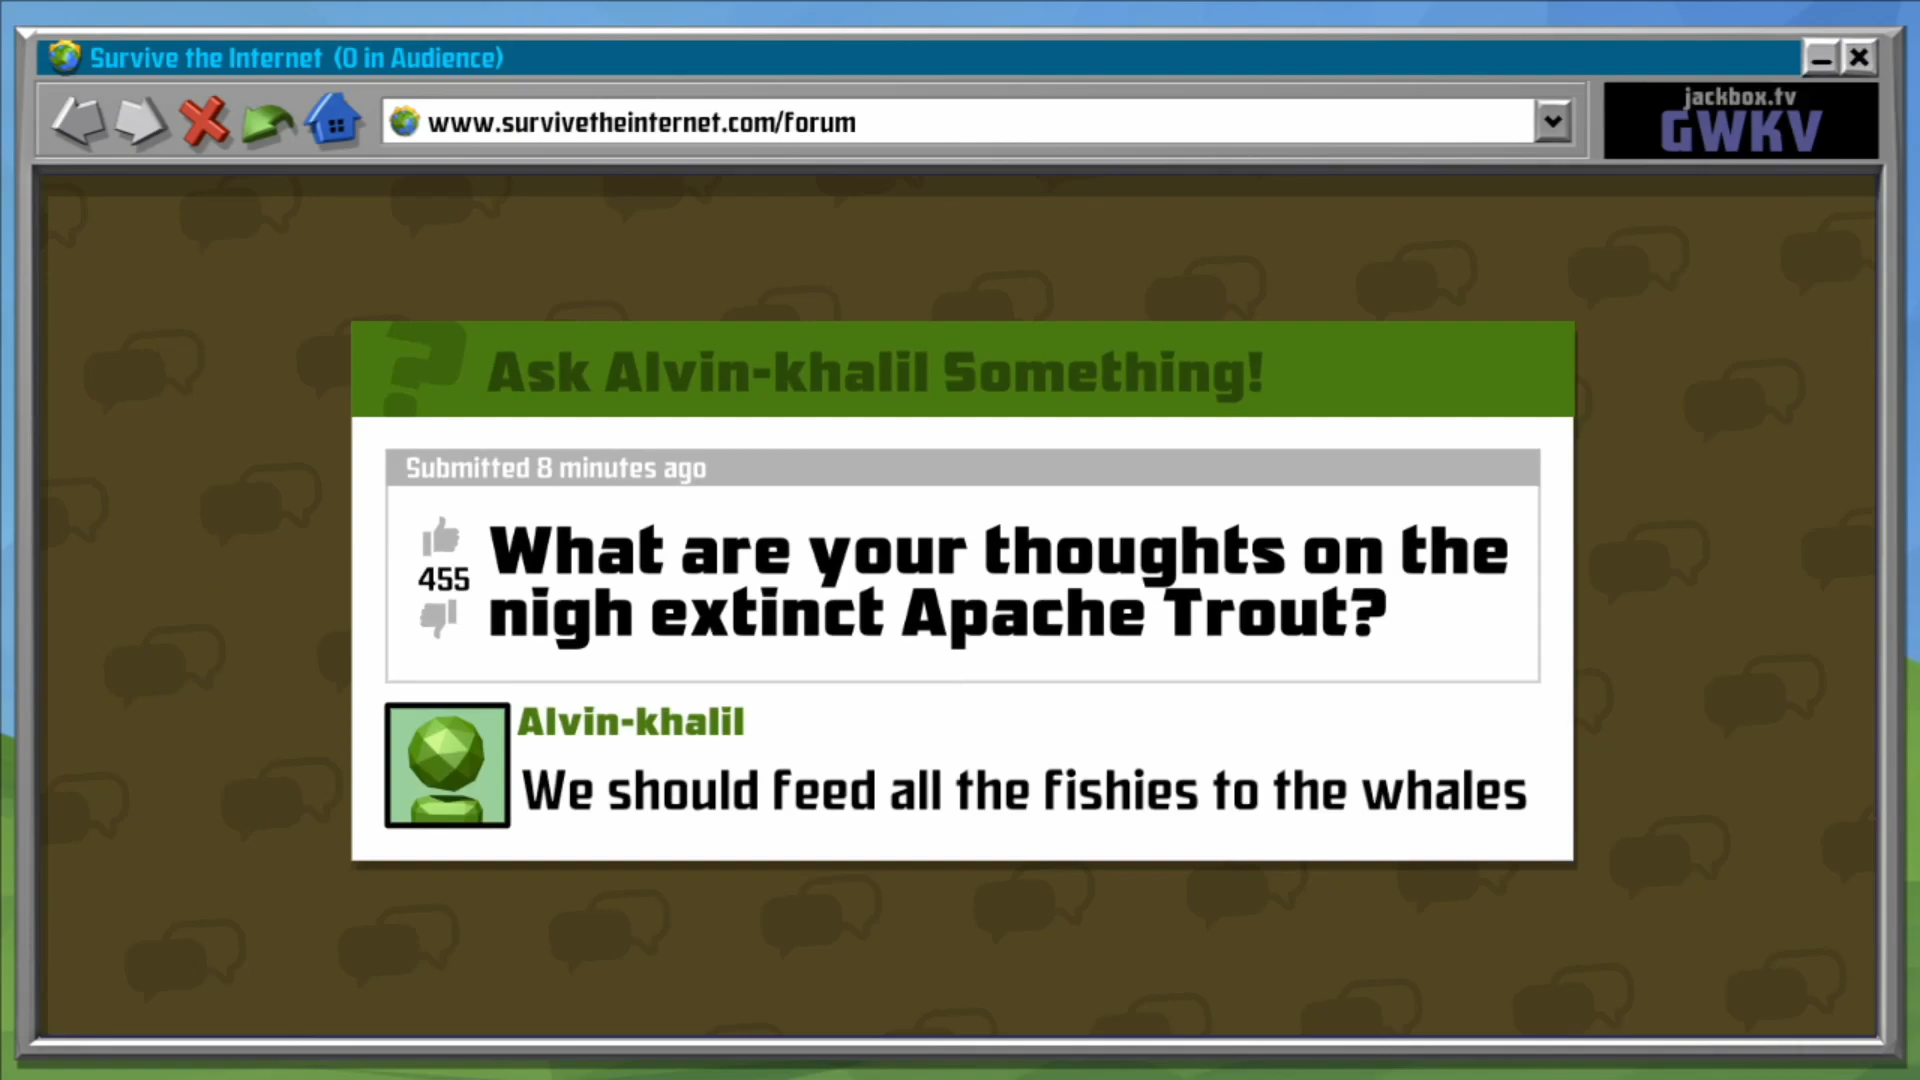 Survive the Internet (0 in Audience)
www.survivetheinternet.com/forum
jackbox.tv
GWKV
Ask Alvin-khalil Something!
Submitted 8 minutes ago
455
What are your thoughts on the
nigh extinct Apache Trout?
Alvin-khalil
We should feed all the fishies to the whales